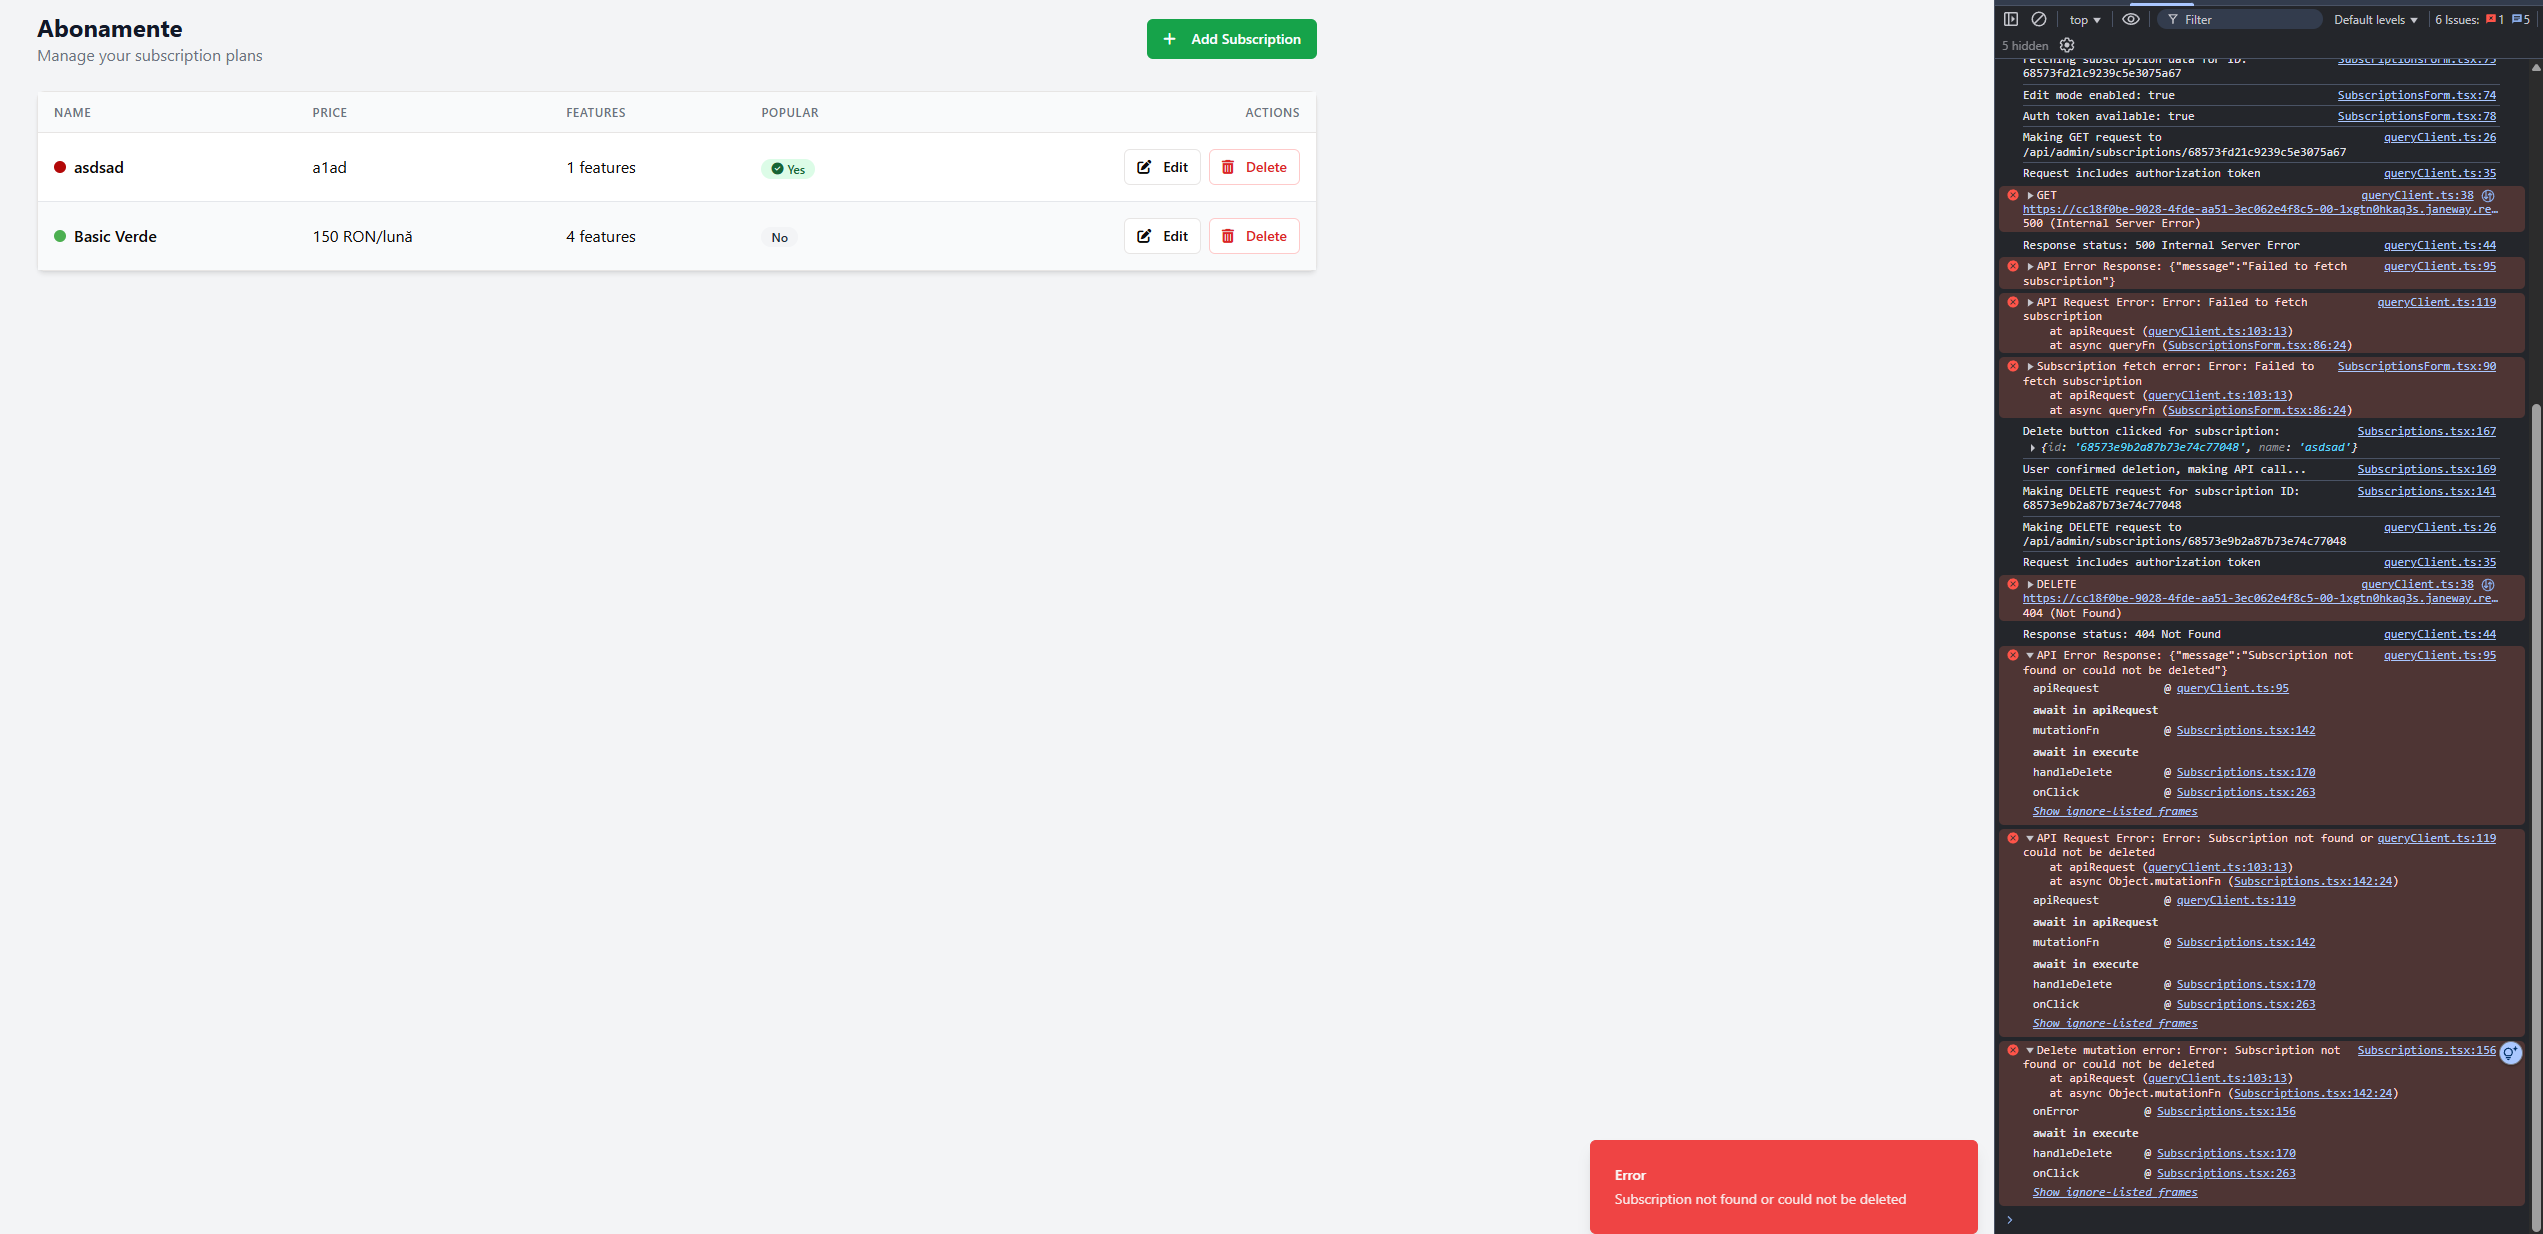 Abonamente
Manage your subscription plans
Add Subscription
NAME PRICE FEATURES POPULAR ACTIONS
asdsad a1ad 1 features Yes Edit Delete
Basic Verde 150 RON/lună 4 features No Edit Delete
Error
Subscription not found or could not be deleted
top Filter Default levels 6 Issues: 1 5
5 hidden
Fetching subscription data for ID: SubscriptionsForm.tsx:73
68573fd21c9239c5e3075a67
Edit mode enabled: true SubscriptionsForm.tsx:74
Auth token available: true SubscriptionsForm.tsx:78
Making GET request to queryClient.ts:26
/api/admin/subscriptions/68573fd21c9239c5e3075a67
Request includes authorization token queryClient.ts:35
GET queryClient.ts:38
https://cc18f0be-9028-4fde-aa51-3ec062e4f8c5-00-1xgtn0hkaq3s.janeway.re…
500 (Internal Server Error)
Response status: 500 Internal Server Error queryClient.ts:44
API Error Response: {"message":"Failed to fetch queryClient.ts:95
subscription"}
API Request Error: Error: Failed to fetch queryClient.ts:119
subscription
at apiRequest (queryClient.ts:103:13)
at async queryFn (SubscriptionsForm.tsx:86:24)
Subscription fetch error: Error: Failed to SubscriptionsForm.tsx:90
fetch subscription
at apiRequest (queryClient.ts:103:13)
at async queryFn (SubscriptionsForm.tsx:86:24)
Delete button clicked for subscription: Subscriptions.tsx:167
{id: '68573e9b2a87b73e74c77048', name: 'asdsad'}
User confirmed deletion, making API call... Subscriptions.tsx:169
Making DELETE request for subscription ID: Subscriptions.tsx:141
68573e9b2a87b73e74c77048
Making DELETE request to queryClient.ts:26
/api/admin/subscriptions/68573e9b2a87b73e74c77048
Request includes authorization token queryClient.ts:35
DELETE queryClient.ts:38
https://cc18f0be-9028-4fde-aa51-3ec062e4f8c5-00-1xgtn0hkaq3s.janeway.re…
404 (Not Found)
Response status: 404 Not Found queryClient.ts:44
API Error Response: {"message":"Subscription not queryClient.ts:95
found or could not be deleted"}
apiRequest @ queryClient.ts:95
await in apiRequest
mutationFn @ Subscriptions.tsx:142
await in execute
handleDelete @ Subscriptions.tsx:170
onClick @ Subscriptions.tsx:263
Show ignore-listed frames
API Request Error: Error: Subscription not found or queryClient.ts:119
could not be deleted
at apiRequest (queryClient.ts:103:13)
at async Object.mutationFn (Subscriptions.tsx:142:24)
apiRequest @ queryClient.ts:119
await in apiRequest
mutationFn @ Subscriptions.tsx:142
await in execute
handleDelete @ Subscriptions.tsx:170
onClick @ Subscriptions.tsx:263
Show ignore-listed frames
Delete mutation error: Error: Subscription not Subscriptions.tsx:156
found or could not be deleted
at apiRequest (queryClient.ts:103:13)
at async Object.mutationFn (Subscriptions.tsx:142:24)
onError @ Subscriptions.tsx:156
await in execute
handleDelete @ Subscriptions.tsx:170
onClick @ Subscriptions.tsx:263
Show ignore-listed frames